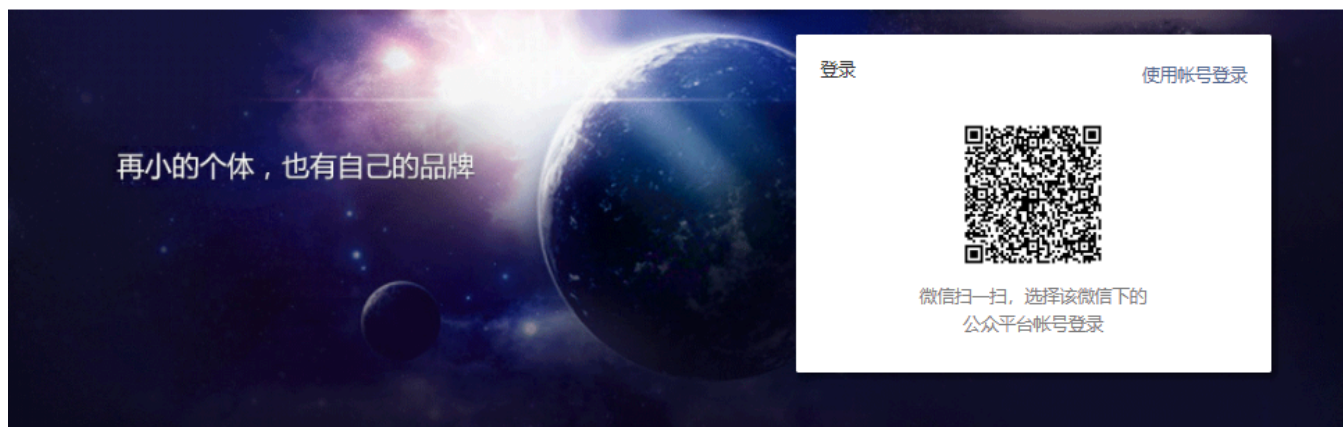 登录
使用帐号登录
再小的个体，也有自己的品牌
微信扫一扫，选择该微信下的
公众平台帐号登录